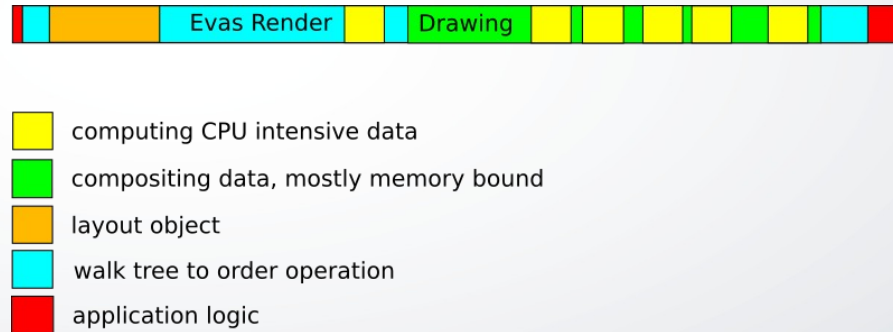 Evas Render Drawing
computing CPU intensive data
compositing data, mostly memory bound
layout object
walk tree to order operation
application logic